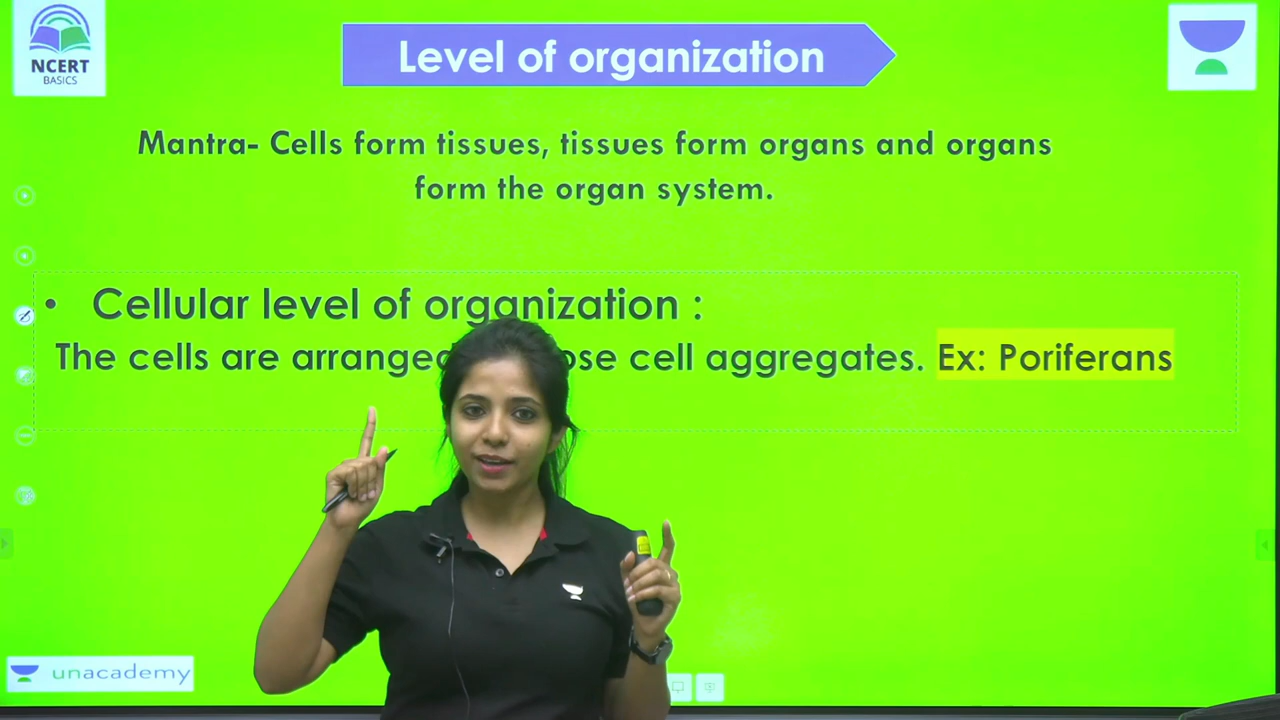 NCERT
BASICS
Level of organization
Mantra- Cells form tissues, tissues form organs and organs
form the organ system.
• Cellular level of organization :
The cells are arranged ose cell aggregates. Ex: Poriferans
unacademy